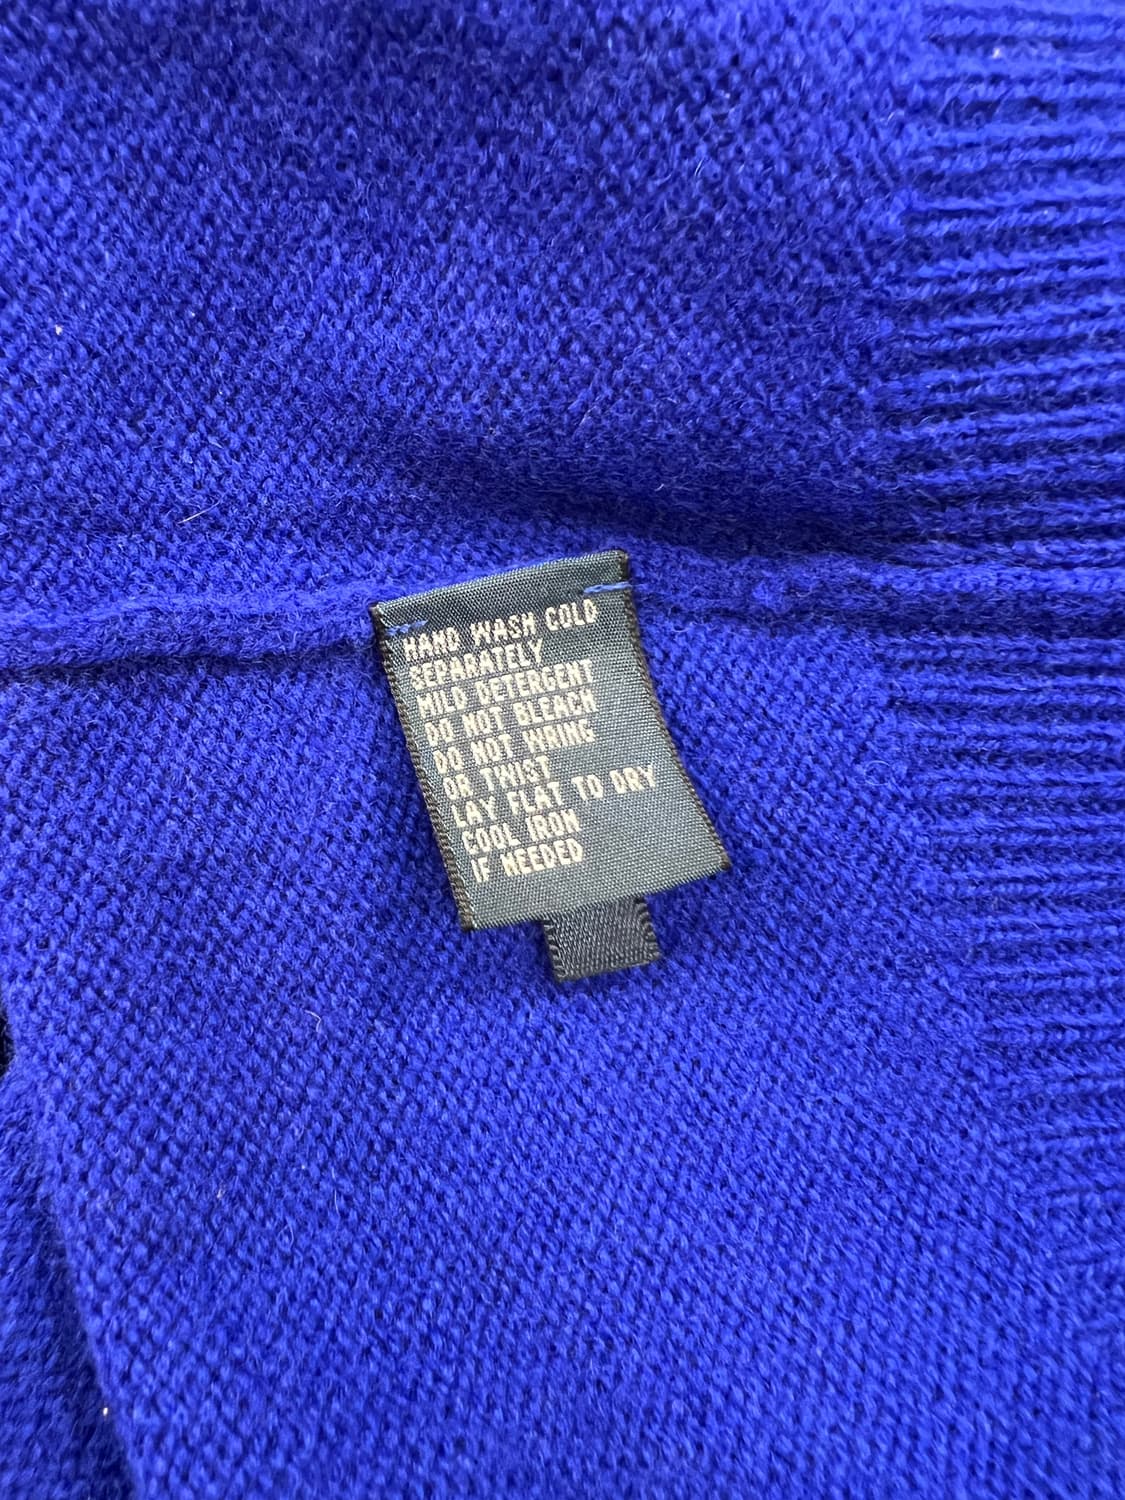 HAND WASH COLD
SEPARATELY
MILD DETERGENT
DO NOT BLEACH
DO NOT WRING
OR TWIST
LAY FLAT TO DRY
COOL IRON
IF NEEDED